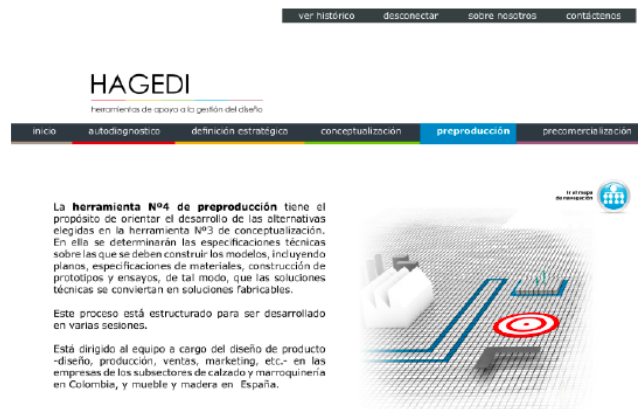 ver histórico desconectar sobre nosotros contáctenos
HAGEDI
herramientas de apoyo a la gestión del diseño
inicio autodiagnostico definición estratégica conceptualización preproducción precomercialización
Ir al mapa
de navegación
La herramienta Nº4 de preproducción tiene el
propósito de orientar el desarrollo de las alternativas
elegidas en la herramienta Nº3 de conceptualización.
En ella se determinarán las especificaciones técnicas
sobre las que se deben construir los modelos, incluyendo
planos, especificaciones de materiales, construcción de
prototipos y ensayos, de tal modo, que las soluciones
técnicas se conviertan en soluciones fabricables.
Este proceso está estructurado para ser desarrollado
en varias sesiones.
Está dirigido al equipo a cargo del diseño de producto
-diseño, producción, ventas, marketing, etc.- en las
empresas de los subsectores de calzado y marroquinería
en Colombia, y mueble y madera en España.